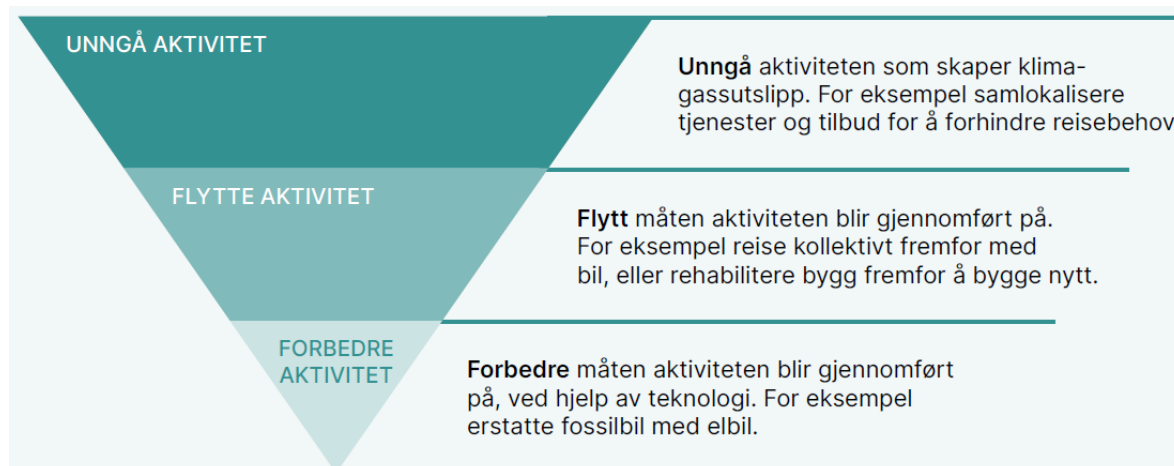 UNNGÅ AKTIVITET
Unngå aktiviteten som skaper klima-
gassutslipp. For eksempel samlokalisere
tjenester og tilbud for å forhindre reisebehov
FLYTTE AKTIVITET
Flytt måten aktiviteten blir gjennomført på.
For eksempel reise kollektivt fremfor med
bil, eller rehabilitere bygg fremfor å bygge nytt.
FORBEDRE
AKTIVITET
Forbedre måten aktiviteten blir gjennomført
på, ved hjelp av teknologi. For eksempel
erstatte fossilbil med elbil.